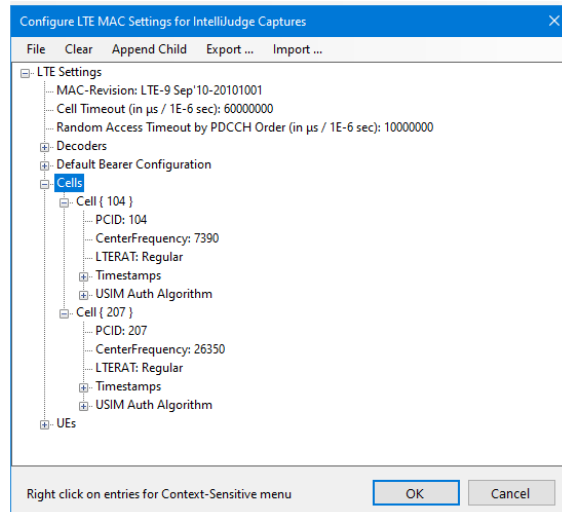 Configure LTE MAC Settings for IntelliJudge Captures
File Clear Append Child Export ... Import ...
LTE Settings
MAC-Revision: LTE-9 Sep'10-20101001
Cell Timeout (in µs / 1E-6 sec): 60000000
Random Access Timeout by PDCCH Order (in µs / 1E-6 sec): 10000000
Decoders
Default Bearer Configuration
Cells
Cell { 104 }
PCID: 104
CenterFrequency: 7390
LTERAT: Regular
Timestamps
USIM Auth Algorithm
Cell { 207 }
PCID: 207
CenterFrequency: 26350
LTERAT: Regular
Timestamps
USIM Auth Algorithm
UEs
Right click on entries for Context-Sensitive menu OK Cancel